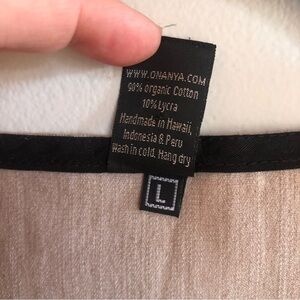 WWW.ONANYA.COM
90% organic Cotton
10% Lycra
Handmade in Hawaii,
Indonesia & Peru
Wash in cold. Hang dry
L